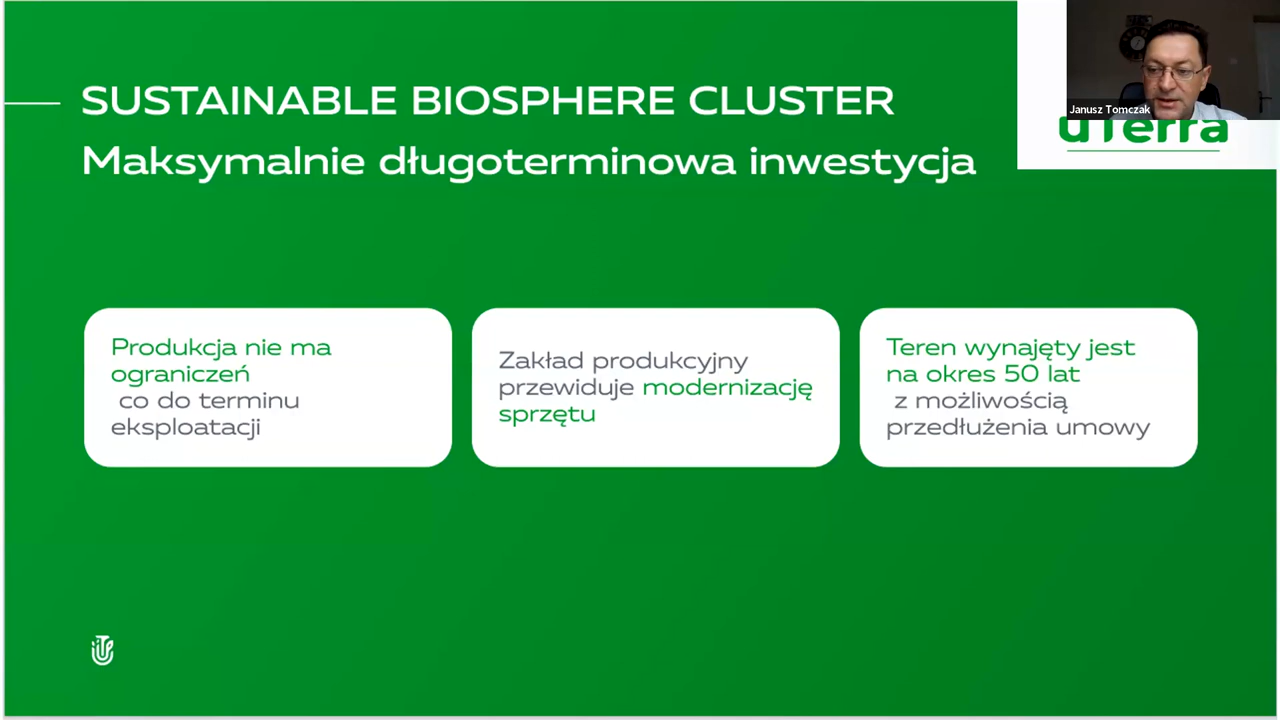 SUSTAINABLE BIOSPHERE CLUSTER
Maksymalnie długoterminowa inwestycja
Janusz Tomczak
uTerra
Produkcja nie ma
ograniczeń
co do terminu
eksploatacji
Zakład produkcyjny
przewiduje modernizację
sprzętu
Teren wynajęty jest
na okres 50 lat
z możliwością
przedłużenia umowy